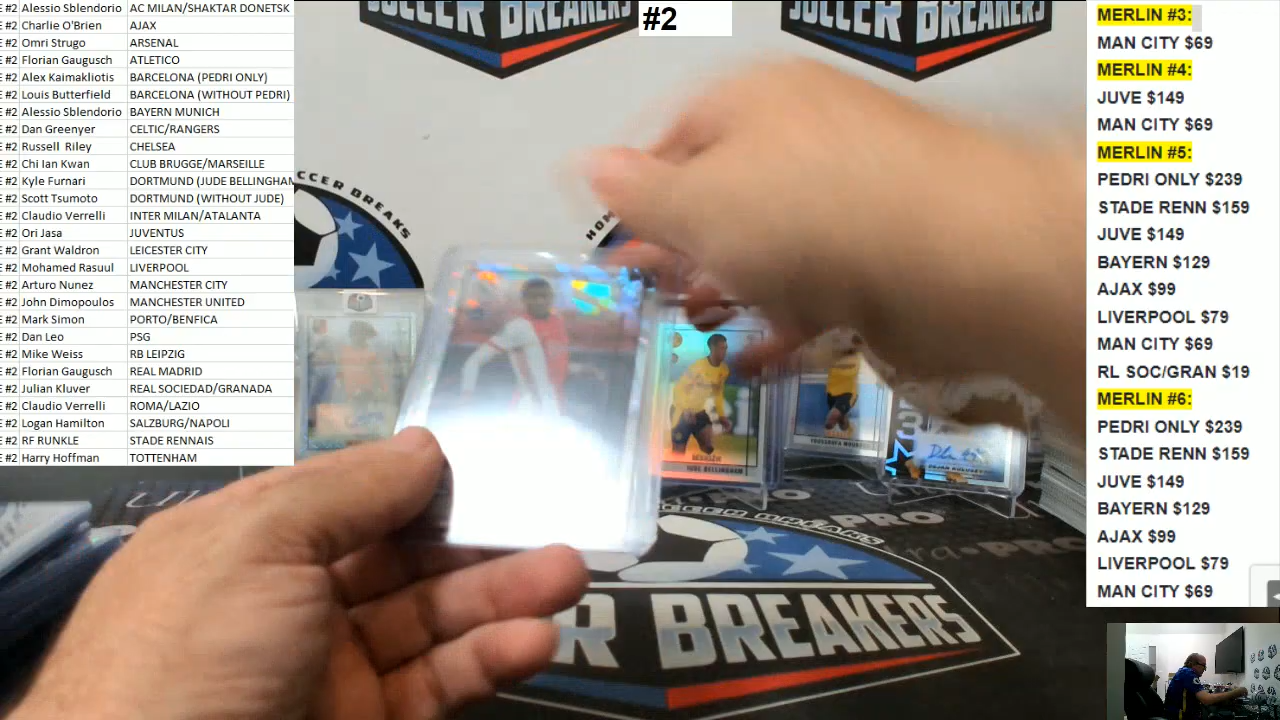 E #2 Alessio Sblendorio AC MILAN/SHAKTAR DONETSK
E #2 Charlie O'Brien AJAX
E #2 Omri Strugo ARSENAL
E #2 Florian Gaugusch ATLETICO
E #2 Alex Kaimakliotis BARCELONA (PEDRI ONLY)
E #2 Louis Butterfield BARCELONA (WITHOUT PEDRI)
E #2 Alessio Sblendorio BAYERN MUNICH
E #2 Dan Greenyer CELTIC/RANGERS
E #2 Russell Riley CHELSEA
E #2 Chi Ian Kwan CLUB BRUGGE/MARSEILLE
E #2 Kyle Furnari DORTMUND (JUDE BELLINGHAM
E #2 Scott Tsumoto DORTMUND (WITHOUT JUDE)
E #2 Claudio Verrelli INTER MILAN/ATALANTA
E #2 Ori Jasa JUVENTUS
E #2 Grant Waldron LEICESTER CITY
E #2 Mohamed Rasuul LIVERPOOL
E #2 Arturo Nunez MANCHESTER CITY
E #2 John Dimopoulos MANCHESTER UNITED
E #2 Mark Simon PORTO/BENFICA
E #2 Dan Leo PSG
E #2 Mike Weiss RB LEIPZIG
E #2 Florian Gaugusch REAL MADRID
E #2 Julian Kluver REAL SOCIEDAD/GRANADA
E #2 Claudio Verrelli ROMA/LAZIO
E #2 Logan Hamilton SALZBURG/NAPOLI
E #2 RF RUNKLE STADE RENNAIS
E #2 Harry Hoffman TOTENHAM
SOCCER BREAKERS
#2
SOCCER BREAKERS
CCER BREAKS
HOM
JUDE BELLINGHAM
PRO
SOCCER BREAKS
R BREAKERS
MERLIN #3:
MAN CITY $69
MERLIN #4:
JUVE $149
MAN CITY $69
MERLIN #5:
PEDRI ONLY $239
STADE RENN $159
JUVE $149
BAYERN $129
AJAX $99
LIVERPOOL $79
MAN CITY $69
RL SOC/GRAN $19
MERLIN #6:
PEDRI ONLY $239
STADE RENN $159
JUVE $149
BAYERN $129
AJAX $99
LIVERPOOL $79
MAN CITY $69